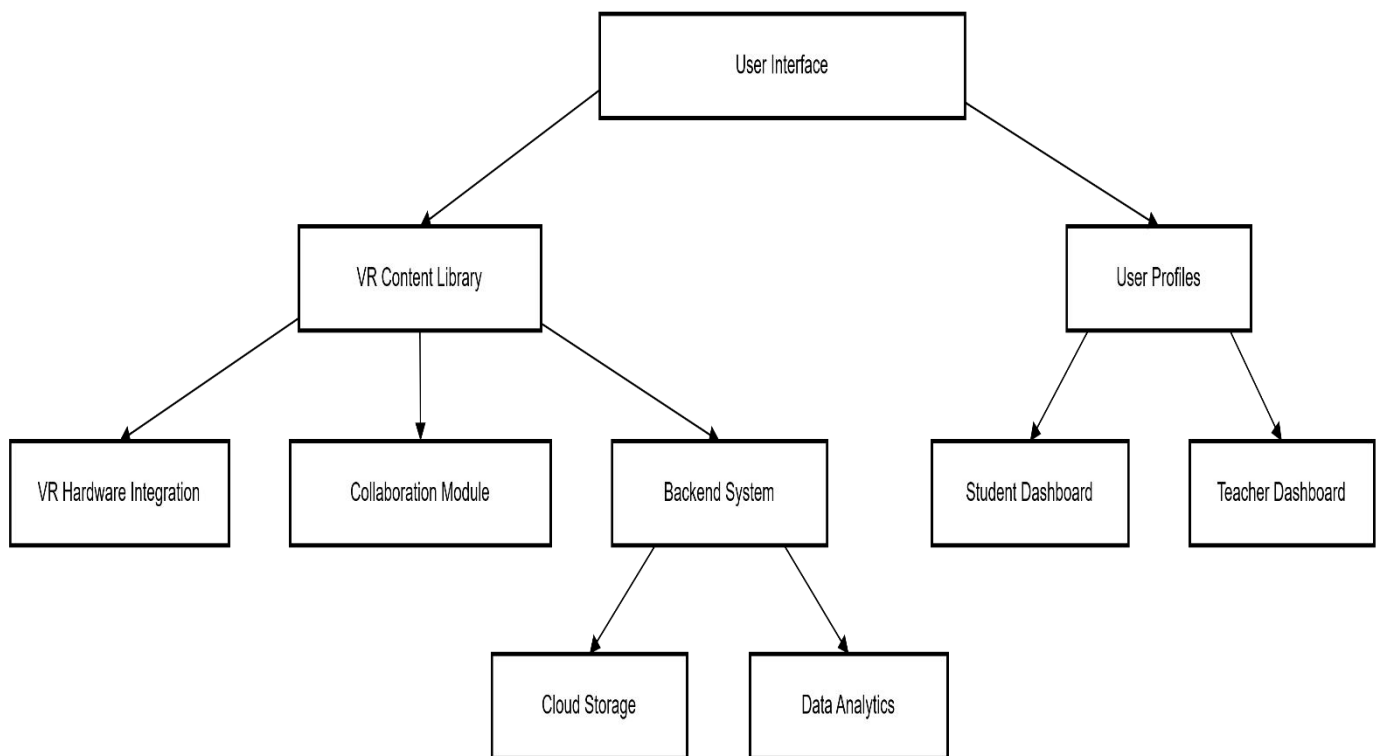 User Interface
VR Content Library
User Profiles
VR Hardware Integration
Collaboration Module
Backend System
Student Dashboard
Teacher Dashboard
Cloud Storage
Data Analytics